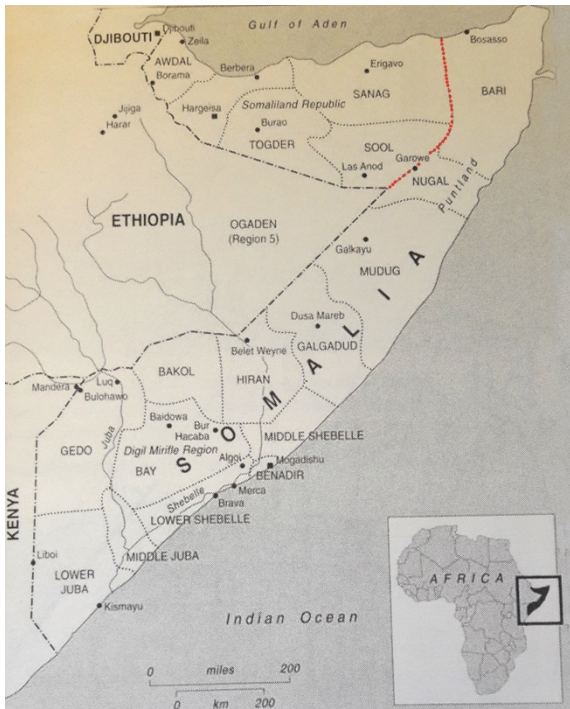 Gulf of Aden
DJIBOUTI
Djibouti
Zeila
Bosasso
AWDAL
Borama
Berbera
Erigavo
SANAG
BARI
Jijiga
Harar
Hargeisa
Somaliland Republic
Burao
TOGDER
SOOL
Las Anod
Garowe
NUGAL
Puntland
ETHIOPIA
OGADEN
(Region 5)
Galkayu
MUDUG
Dusa Mareb
GALGADUD
Belet Weyne
BAKOL
HIRAN
SOMALIA
Mandera
Luq
Bulohawo
Baidowa
Bur
Hacaba
MIDDLE SHEBELLE
GEDO
Juba
Digil Mirifle Region
BAY
Algoi
Mogadishu
BENADIR
Shebelle
Merca
Brava
LOWER SHEBELLE
KENYA
Liboi
MIDDLE JUBA
LOWER
JUBA
Kismayu
Indian Ocean
AFRICA
0 miles 200
0 km 200